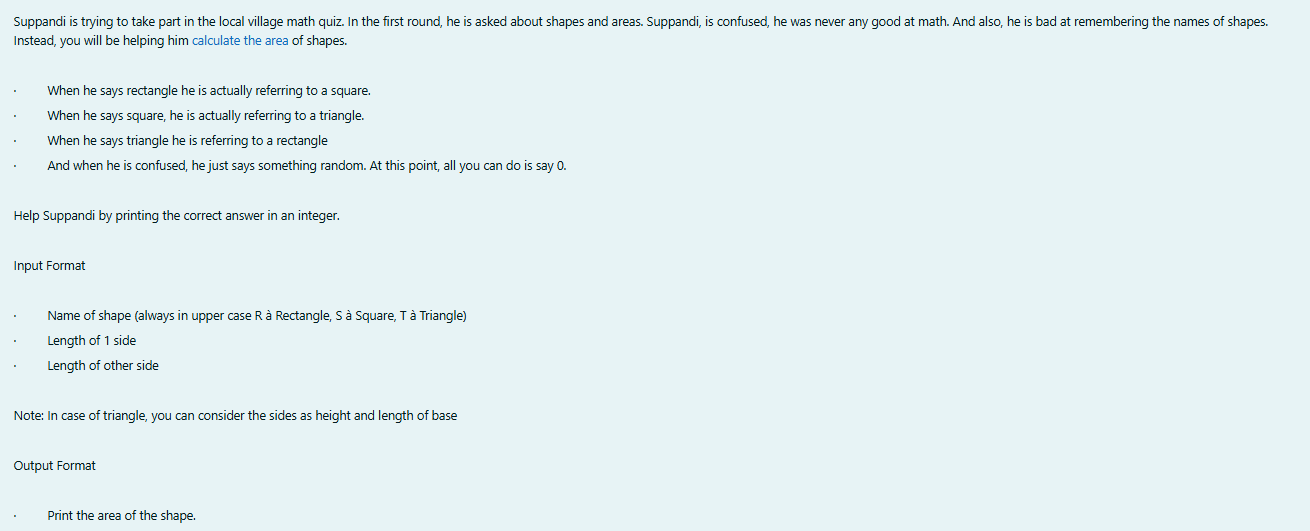 Suppandi is trying to take part in the local village math quiz. In the first round, he is asked about shapes and areas. Suppandi, is confused, he was never any good at math. And also, he is bad at remembering the names of shapes.
Instead, you will be helping him calculate the area of shapes.
· When he says rectangle he is actually referring to a square.
· When he says square, he is actually referring to a triangle.
· When he says triangle he is referring to a rectangle
· And when he is confused, he just says something random. At this point, all you can do is say 0.
Help Suppandi by printing the correct answer in an integer.
Input Format
· Name of shape (always in upper case R à Rectangle, S à Square, T à Triangle)
· Length of 1 side
· Length of other side
Note: In case of triangle, you can consider the sides as height and length of base
Output Format
· Print the area of the shape.